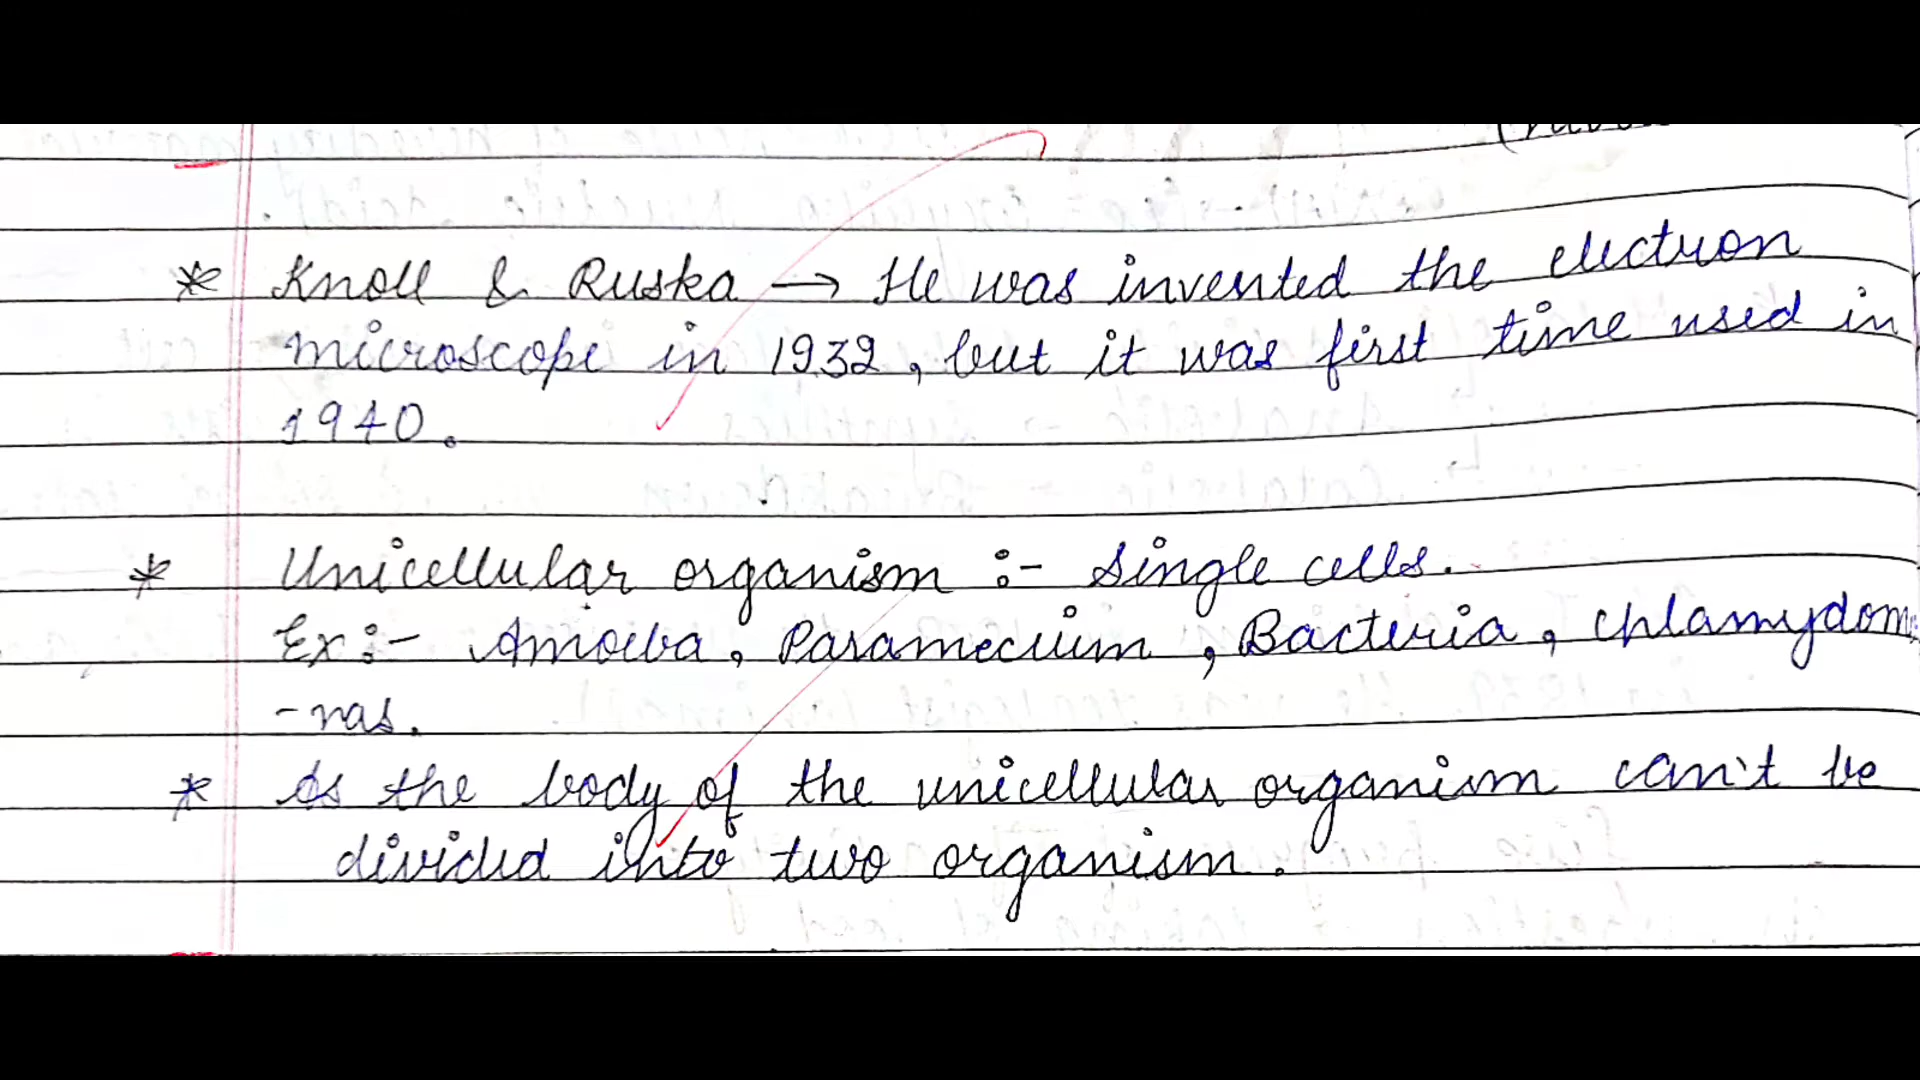 * Knoll & Ruska → He was invented the electron
microscope in 1932, but it was first time used in
1940.
* Unicellular organism :- Single cells.
Ex :- Amoeba, Paramecium, Bacteria, Chlamydom
-nas.
* As the body of the unicellular organism can't be
divided into two organism.